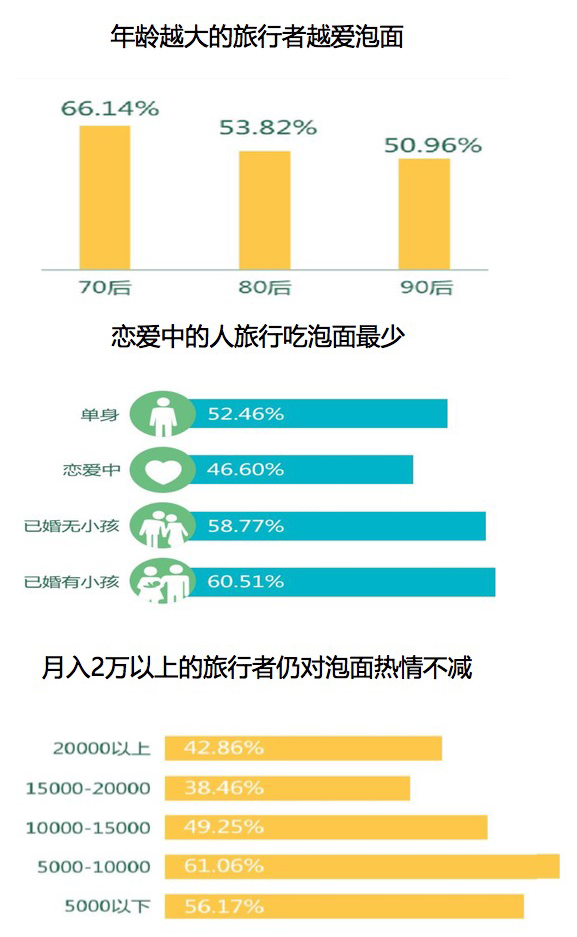 年龄越大的旅行者越爱泡面
66.14%
53.82%
50.96%
70后 80后 90后
恋爱中的人旅行吃泡面最少
单身 52.46%
恋爱中 46.60%
已婚无小孩 58.77%
已婚有小孩 60.51%
月入2万以上的旅行者仍对泡面热情不减
20000以上 42.86%
15000-20000 38.46%
10000-15000 49.25%
5000-10000 61.06%
5000以下 56.17%